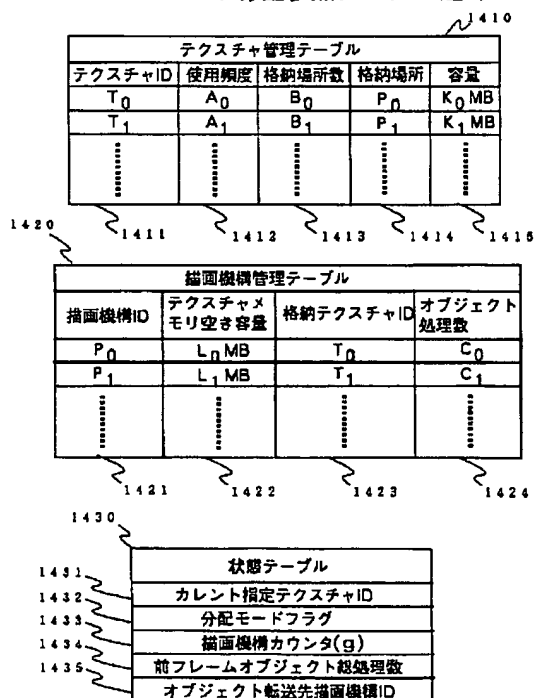 1410
テクスチャ管理テーブル
テクスチャID 使用頻度 格納場所数 格納場所 容量
T0 A0 B0 P0 K0 MB
T1 A1 B1 P1 K1 MB
1411 1412 1413 1414 1415
1420
描画機構管理テーブル
描画機構ID テクスチャメモリ空き容量 格納テクスチャID オブジェクト処理数
P0 L0 MB T0 C0
P1 L1 MB T1 C1
1421 1422 1423 1424
1430
状態テーブル
1431 カレント指定テクスチャID
1432 分配モードフラグ
1433 描画機構カウンタ(g)
1434 前フレームオブジェクト総処理数
1435 オブジェクト転送先描画機構ID